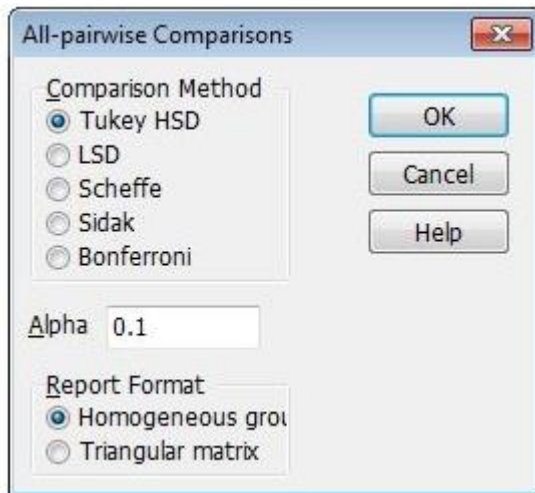 All-pairwise Comparisons
Comparison Method
Tukey HSD
LSD
Scheffe
Sidak
Bonferroni
OK
Cancel
Help
Alpha 0.1
Report Format
Homogeneous grou
Triangular matrix